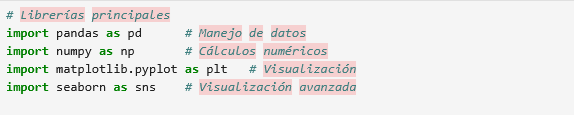 # Librerías principales
import pandas as pd      # Manejo de datos
import numpy as np       # Cálculos numéricos
import matplotlib.pyplot as plt   # Visualización
import seaborn as sns    # Visualización avanzada